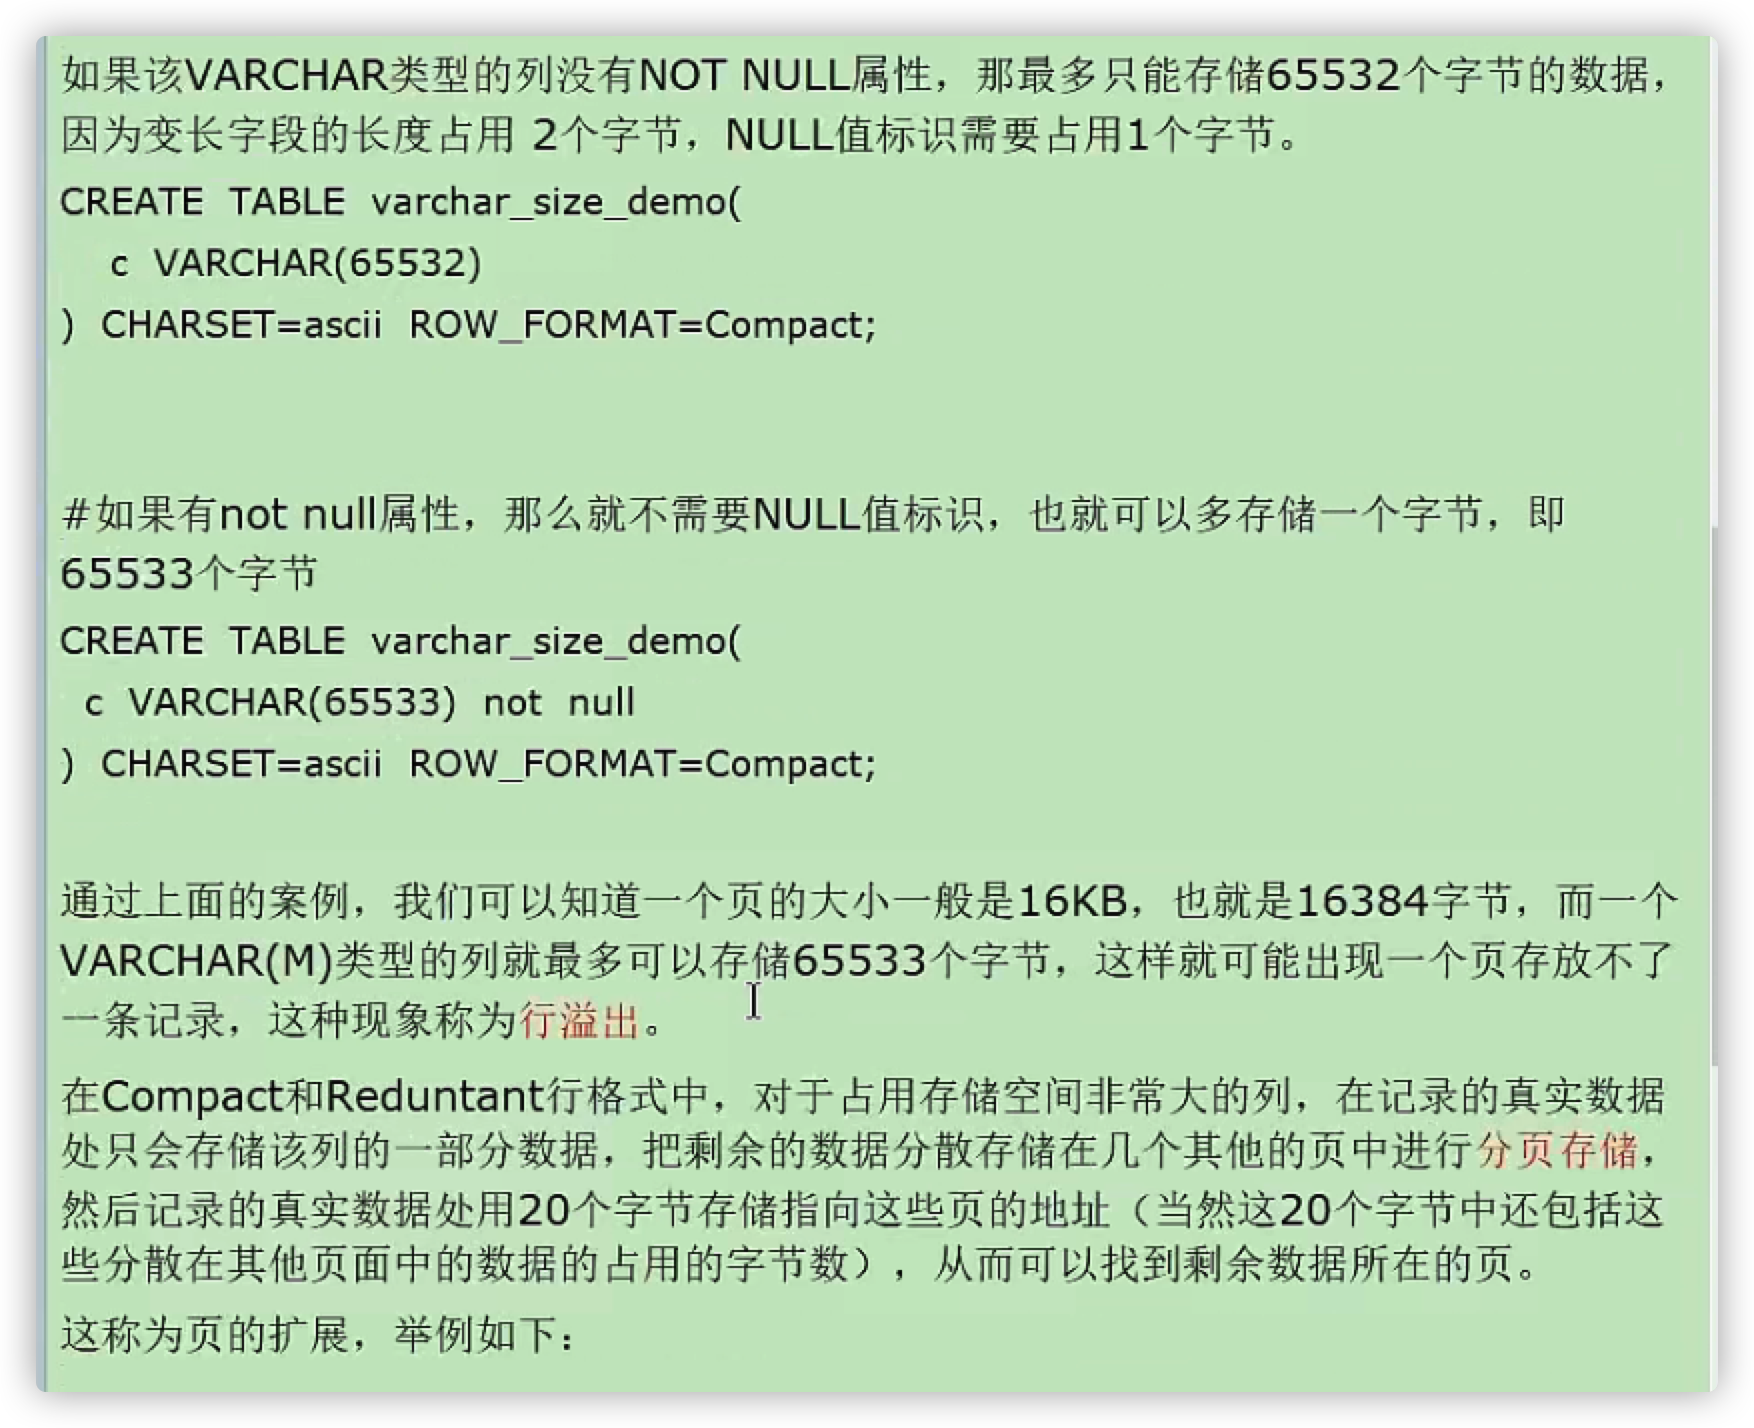 如果该VARCHAR类型的列没有NOT NULL属性，那最多只能存储65532个字节的数据，
因为变长字段的长度占用 2个字节，NULL值标识需要占用1个字节。
CREATE TABLE varchar_size_demo(
c VARCHAR(65532)
) CHARSET=ascii ROW_FORMAT=Compact;
#如果有not null属性，那么就不需要NULL值标识，也就可以多存储一个字节，即
65533个字节
CREATE TABLE varchar_size_demo(
c VARCHAR(65533) not null
) CHARSET=ascii ROW_FORMAT=Compact;
通过上面的案例，我们可以知道一个页的大小一般是16KB，也就是16384字节，而一个
VARCHAR(M)类型的列就最多可以存储65533个字节，这样就可能出现一个页存放不了
一条记录，这种现象称为行溢出。
在Compact和Reduntant行格式中，对于占用存储空间非常大的列，在记录的真实数据
处只会存储该列的一部分数据，把剩余的数据分散存储在几个其他的页中进行分页存储，
然后记录的真实数据处用20个字节存储指向这些页的地址（当然这20个字节中还包括这
些分散在其他页面中的数据的占用的字节数），从而可以找到剩余数据所在的页。
这称为页的扩展，举例如下：